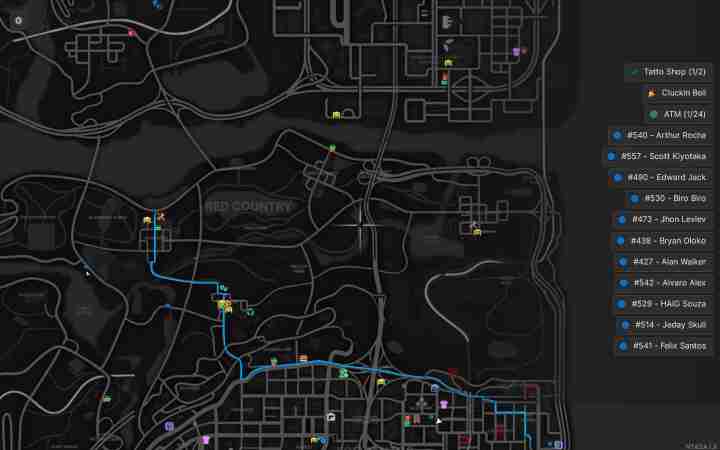 Tatto Shop (1/2)
Cluckin Bell
ATM (1/24)
#540 - Arthur Rocha
#557 - Scott Kiyotaka
#490 - Edward Jack
#530 - Biro Biro
RED COUNTRY
#473 - Jhon Levlev
#438 - Bryan Oloko
#427 - Alan Walker
#542 - Alvaro Alex
#529 - HAIG Souza
#514 - Jeday Skull
#541 - Felix Santos